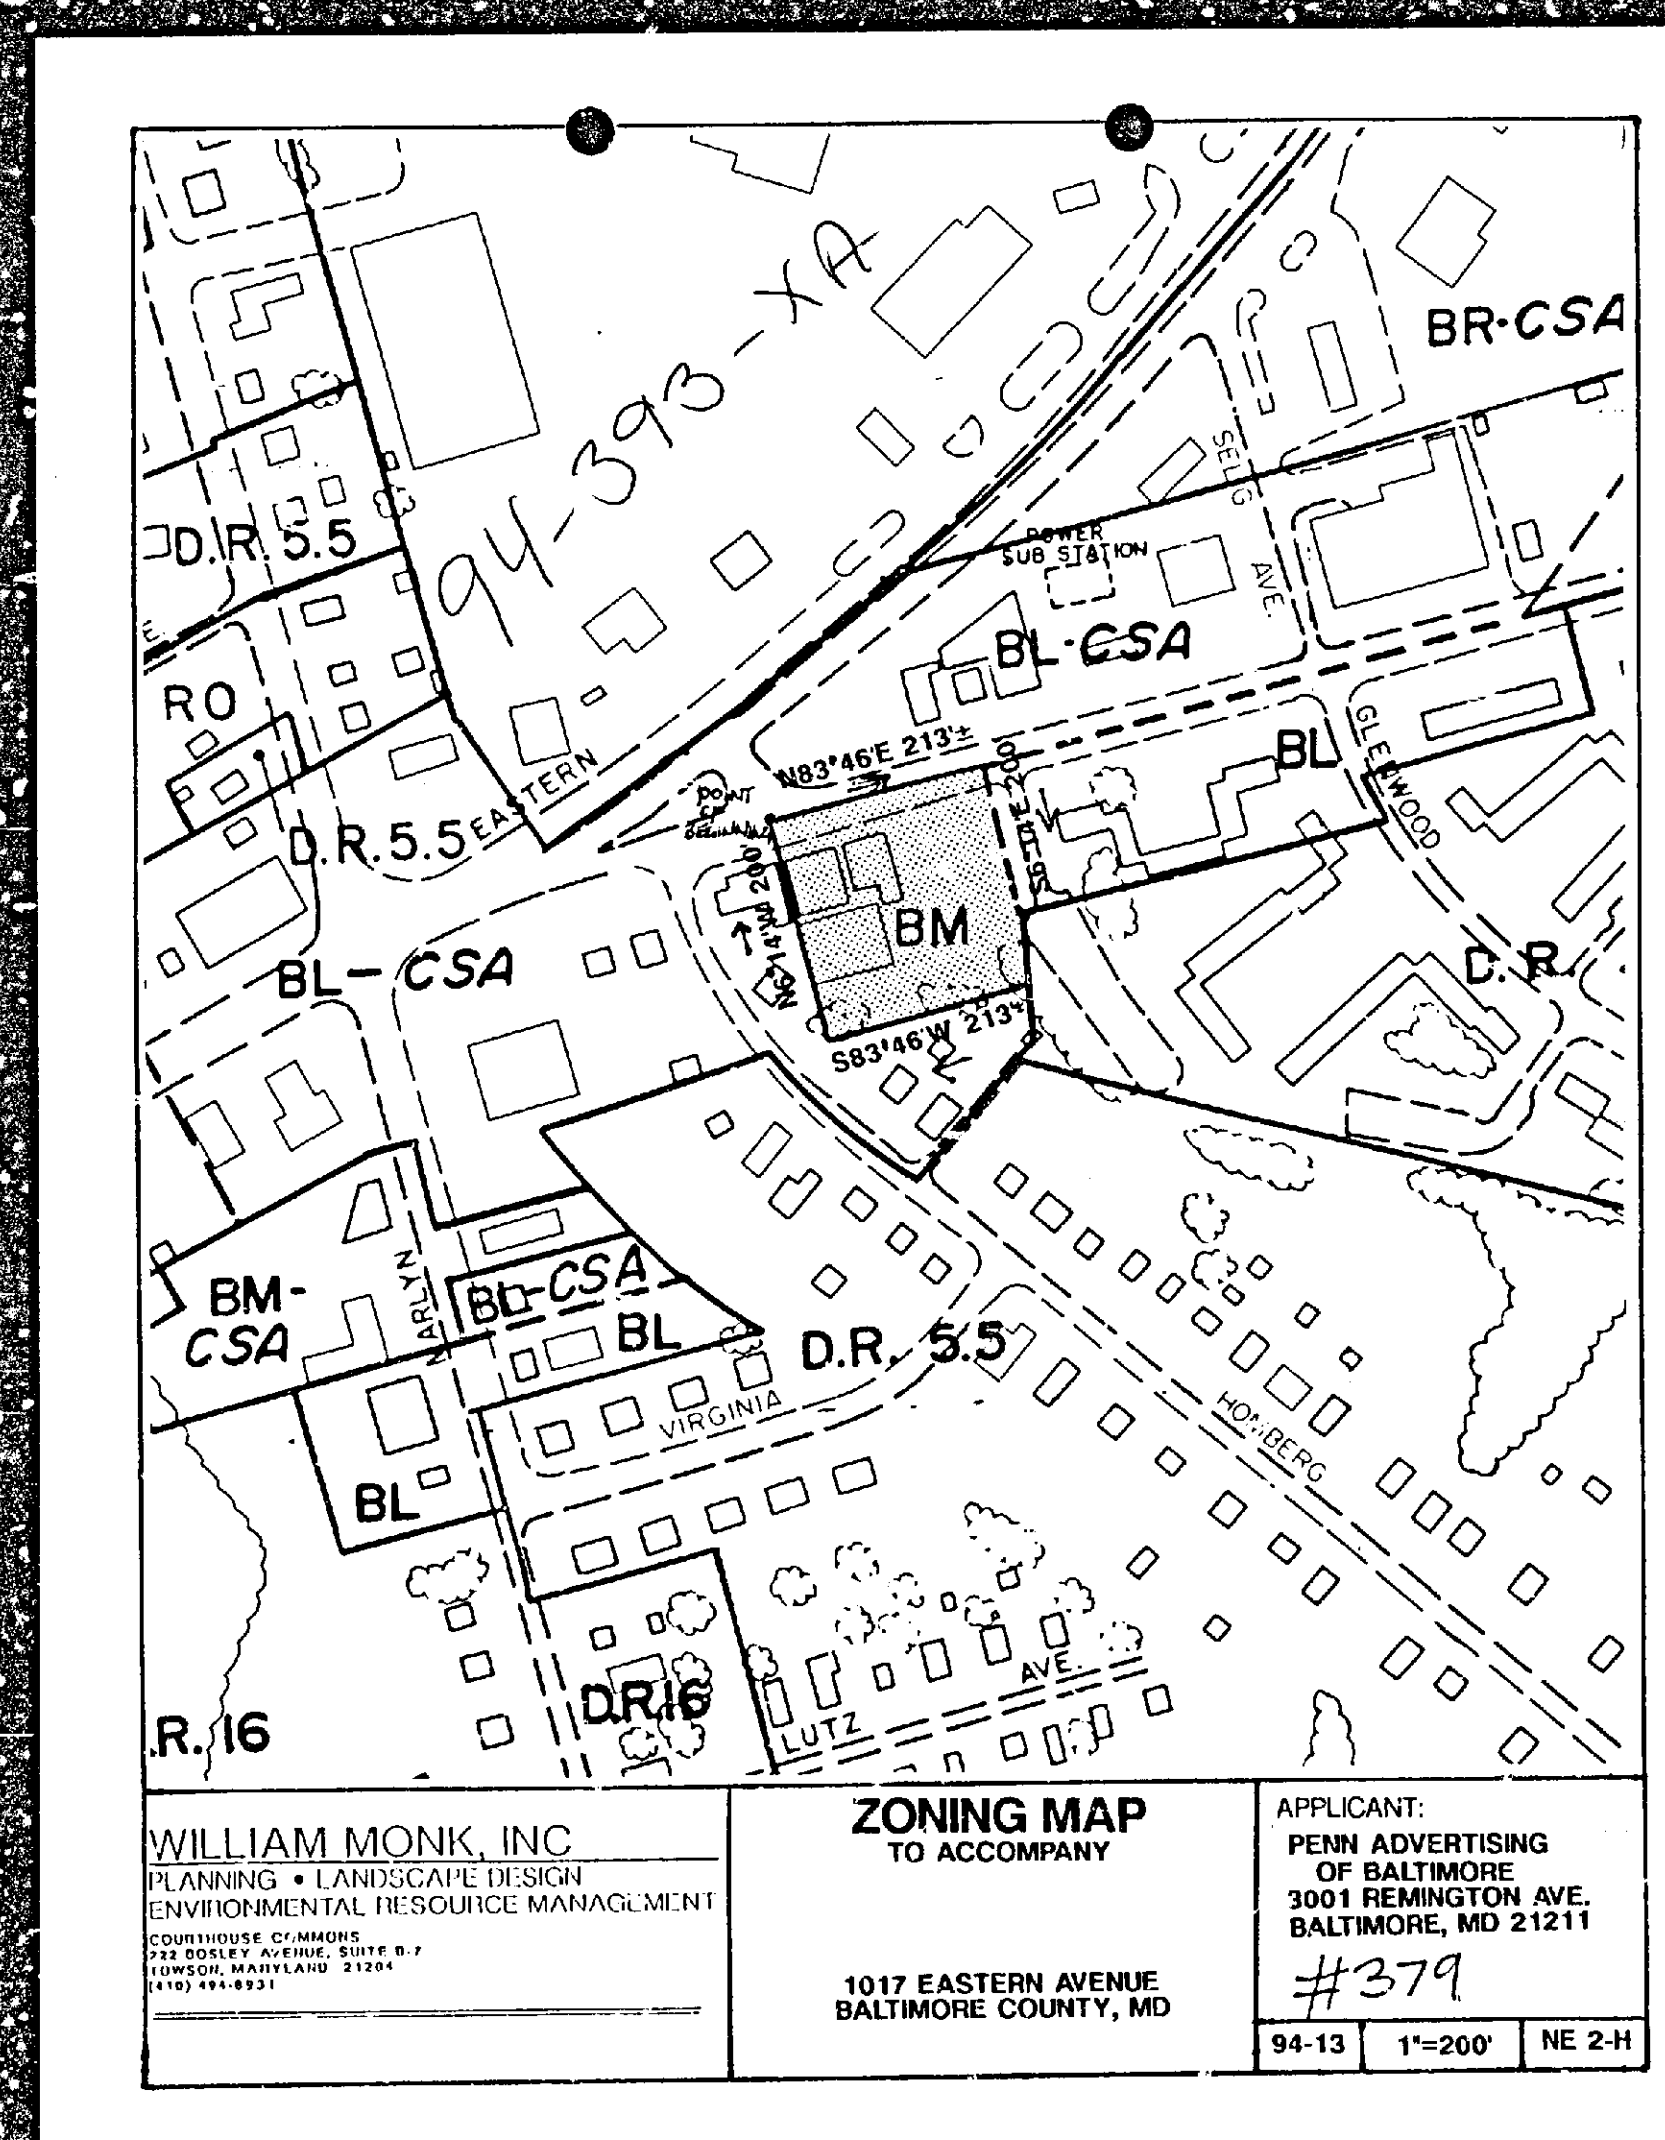 94-393-XA
BR-CSA
SELIG
AVE.
D.R. 5.5
POWER
SUB STATION
BL-CSA
RO
GLENWOOD
BL
N83°46'E 213'±
EASTERN
POINT
OF
D.R. 5.5
N6°14'W 200'
BM
BL-CSA
D.R.
S83°46'W 213'±
MARLYN
BM-
CSA
BL-CSA
BL
D.R. 5.5
VIRGINIA
HOMBERG
BL
AVE.
D.R.16
LUTZ
.R. 16
WILLIAM MONK, INC
PLANNING • LANDSCAPE DESIGN
ENVIRONMENTAL RESOURCE MANAGEMENT
COURTHOUSE COMMONS
222 BOSLEY AVENUE, SUITE B-7
TOWSON, MARYLAND 21204
(410) 494-8931
ZONING MAP
TO ACCOMPANY
1017 EASTERN AVENUE
BALTIMORE COUNTY, MD
APPLICANT:
PENN ADVERTISING
OF BALTIMORE
3001 REMINGTON AVE.
BALTIMORE, MD 21211
#379
94-13
1"=200'
NE 2-H